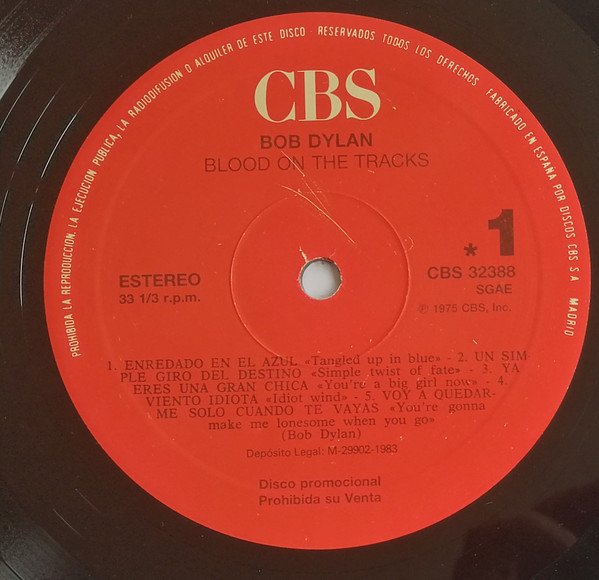 PROHIBIDA LA REPRODUCCION, LA EJECUCION PUBLICA, LA RADIODIFUSION O ALQUILER DE ESTE DISCO · RESERVADOS TODOS LOS DERECHOS. FABRICADO EN ESPAÑA POR DISCOS CBS S.A. MADRID
CBS
BOB DYLAN
BLOOD ON THE TRACKS
* 1
ESTEREO
33 1/3 r.p.m.
CBS 32388
SGAE
℗ 1975 CBS, Inc.
1. ENREDADO EN EL AZUL «Tangled up in blue» - 2. UN SIM-
PLE GIRO DEL DESTINO «Simple twist of fate» - 3. YA
ERES UNA GRAN CHICA «You're a big girl now» - 4.
VIENTO IDIOTA «Idiot wind» - 5. VOY A QUEDAR-
ME SOLO CUANDO TE VAYAS «You're gonna
make me lonesome when you go»
(Bob Dylan)
Depósito Legal: M-29902-1983
Disco promocional
Prohibida su Venta